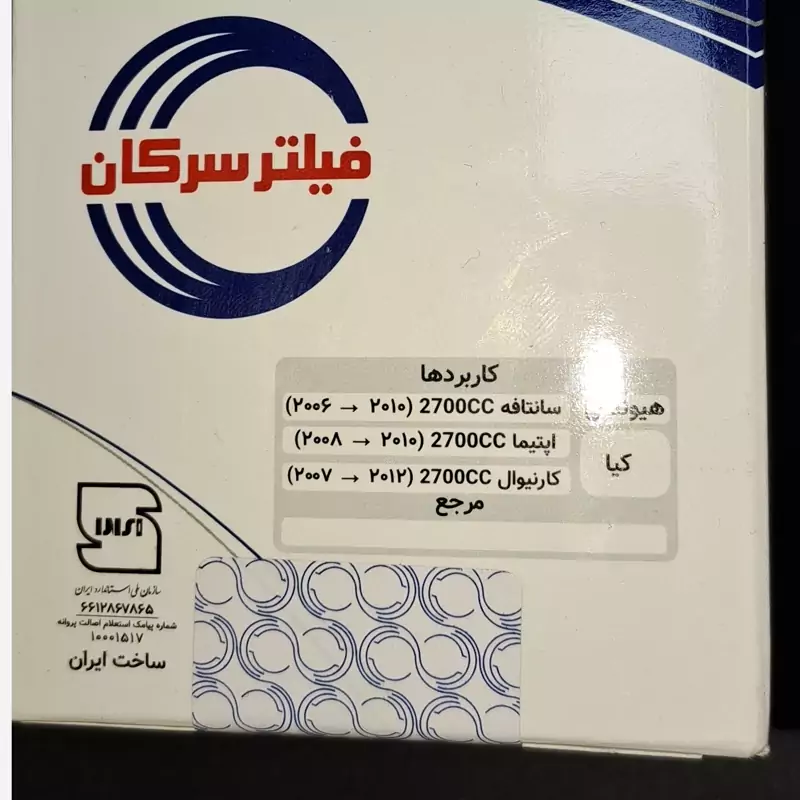 فیلتر سرکان
کاربردها
سانتافه 2700CC (۲۰۱۰ → ۲۰۰۶)
کیا
اپتیما 2700CC (۲۰۱۰ → ۲۰۰۸)
کارنیوال 2700CC (۲۰۱۲ → ۲۰۰۷)
مرجع
سازمان ملی استاندارد ایران
۶۶۱۲۸۶۷۸۶۵
شماره پیامک استعلام اصالت پروانه
۱۰۰۰۱۵۱۷
ساخت ایران